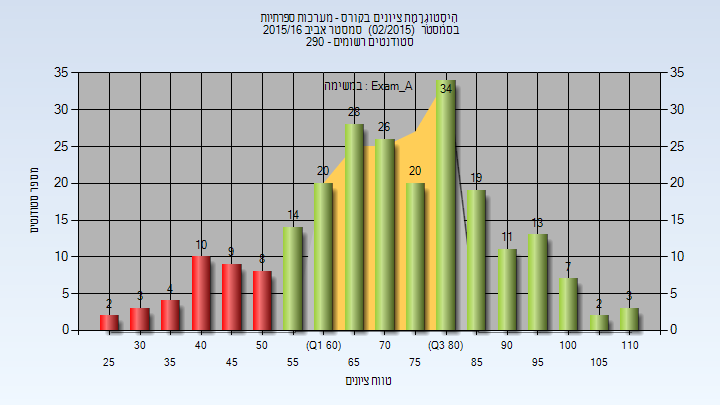 היסטוגרמת ציונים בקורס - מערכות ספרתיות
בסמסטר (02/2015) סמסטר אביב 2015/16
סטודנטים רשומים - 290
במשימה : Exam_A
35 35
30 30
25 25
20 20
15 15
10 10
5 5
0 0
מספר סטודנטים
2 3 4 10 9 8 14 20 28 26 20 34 19 11 13 7 2 3
30 40 50 (Q1 60) 70 (Q3 80) 90 100 110
25 35 45 55 65 75 85 95 105
טווח ציונים